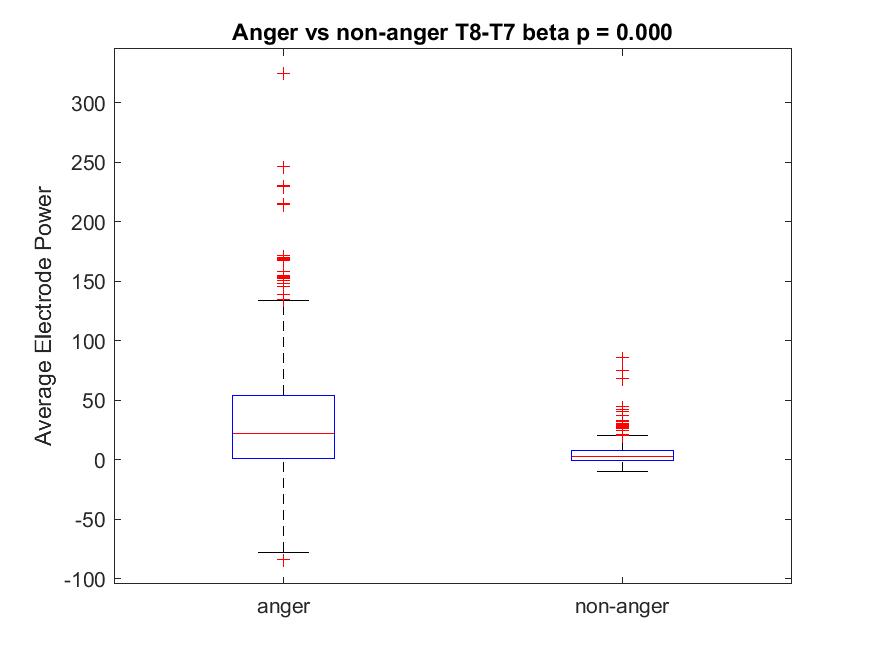 Anger vs non-anger T8-T7 beta p = 0.000
Average Electrode Power
300
250
200
150
100
50
0
-50
-100
anger
non-anger